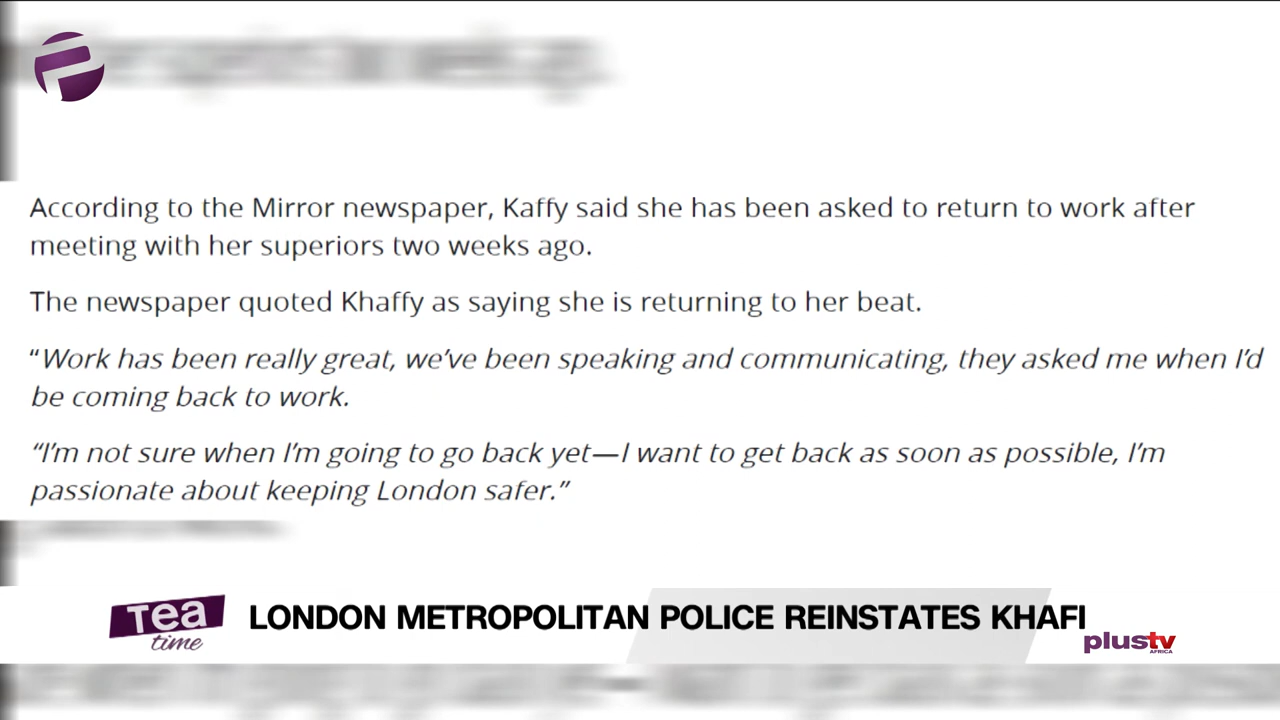 According to the Mirror newspaper, Kaffy said she has been asked to return to work after
meeting with her superiors two weeks ago.
The newspaper quoted Khaffy as saying she is returning to her beat.
“Work has been really great, we’ve been speaking and communicating, they asked me when I’d
be coming back to work.
“I’m not sure when I’m going to go back yet—I want to get back as soon as possible, I’m
passionate about keeping London safer.”
Tea
time
LONDON METROPOLITAN POLICE REINSTATES KHAFI
plustv
AFRICA